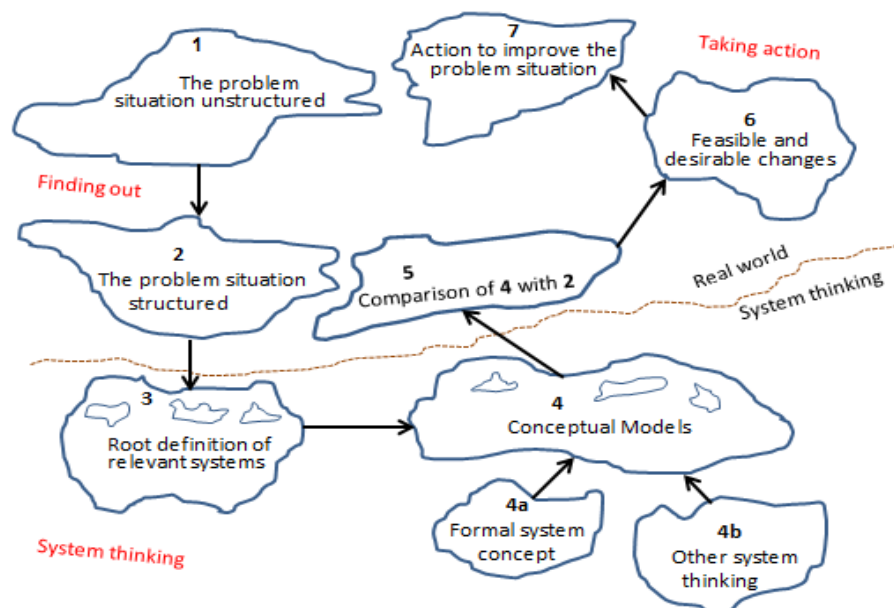 1
The problem
situation unstructured
7
Action to improve the
problem situation
Taking action
6
Feasible and
desirable changes
Finding out
2
The problem situation
structured
5
Comparison of 4 with 2
Real world
System thinking
3
Root definition of
relevant systems
4
Conceptual Models
4a
Formal system
concept
4b
Other system
thinking
System thinking